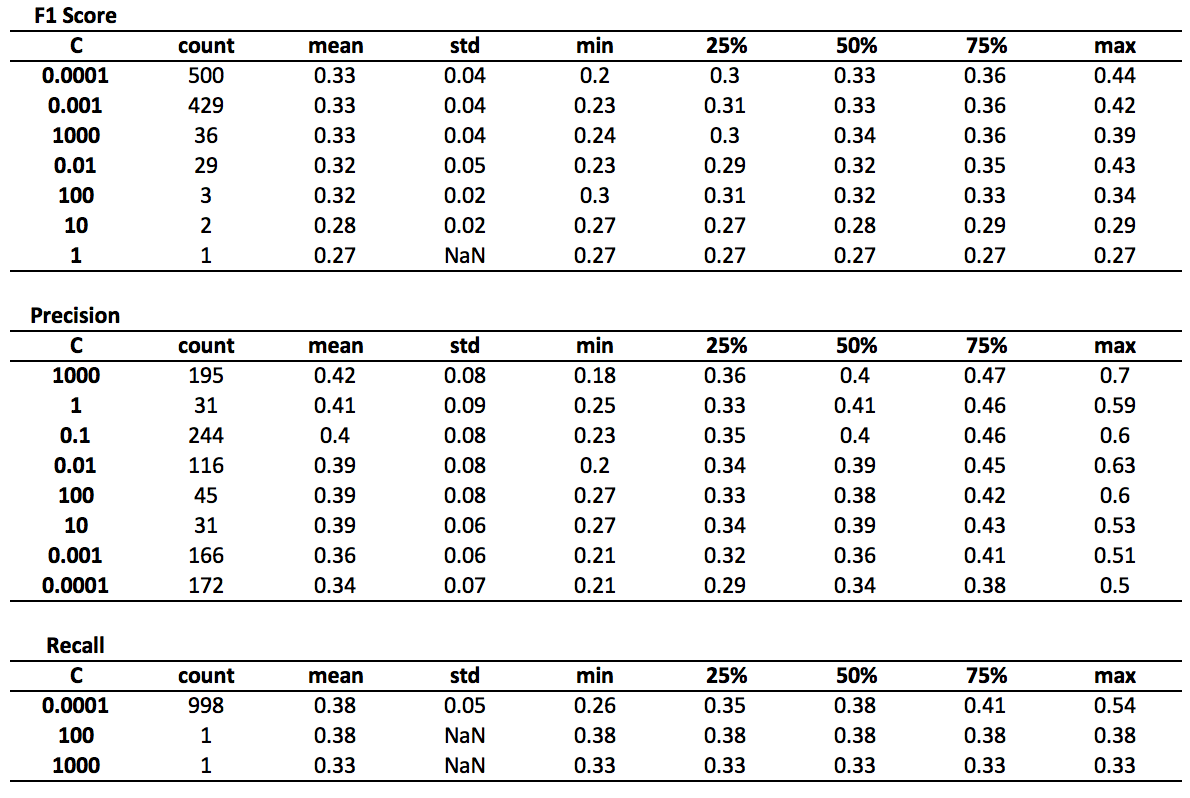 F1 Score
C count mean std min 25% 50% 75% max
0.0001 500 0.33 0.04 0.2 0.3 0.33 0.36 0.44
0.001 429 0.33 0.04 0.23 0.31 0.33 0.36 0.42
1000 36 0.33 0.04 0.24 0.3 0.34 0.36 0.39
0.01 29 0.32 0.05 0.23 0.29 0.32 0.35 0.43
100 3 0.32 0.02 0.3 0.31 0.32 0.33 0.34
10 2 0.28 0.02 0.27 0.27 0.28 0.29 0.29
1 1 0.27 NaN 0.27 0.27 0.27 0.27 0.27
Precision
C count mean std min 25% 50% 75% max
1000 195 0.42 0.08 0.18 0.36 0.4 0.47 0.7
1 31 0.41 0.09 0.25 0.33 0.41 0.46 0.59
0.1 244 0.4 0.08 0.23 0.35 0.4 0.46 0.6
0.01 116 0.39 0.08 0.2 0.34 0.39 0.45 0.63
100 45 0.39 0.08 0.27 0.33 0.38 0.42 0.6
10 31 0.39 0.06 0.27 0.34 0.39 0.43 0.53
0.001 166 0.36 0.06 0.21 0.32 0.36 0.41 0.51
0.0001 172 0.34 0.07 0.21 0.29 0.34 0.38 0.5
Recall
C count mean std min 25% 50% 75% max
0.0001 998 0.38 0.05 0.26 0.35 0.38 0.41 0.54
100 1 0.38 NaN 0.38 0.38 0.38 0.38 0.38
1000 1 0.33 NaN 0.33 0.33 0.33 0.33 0.33